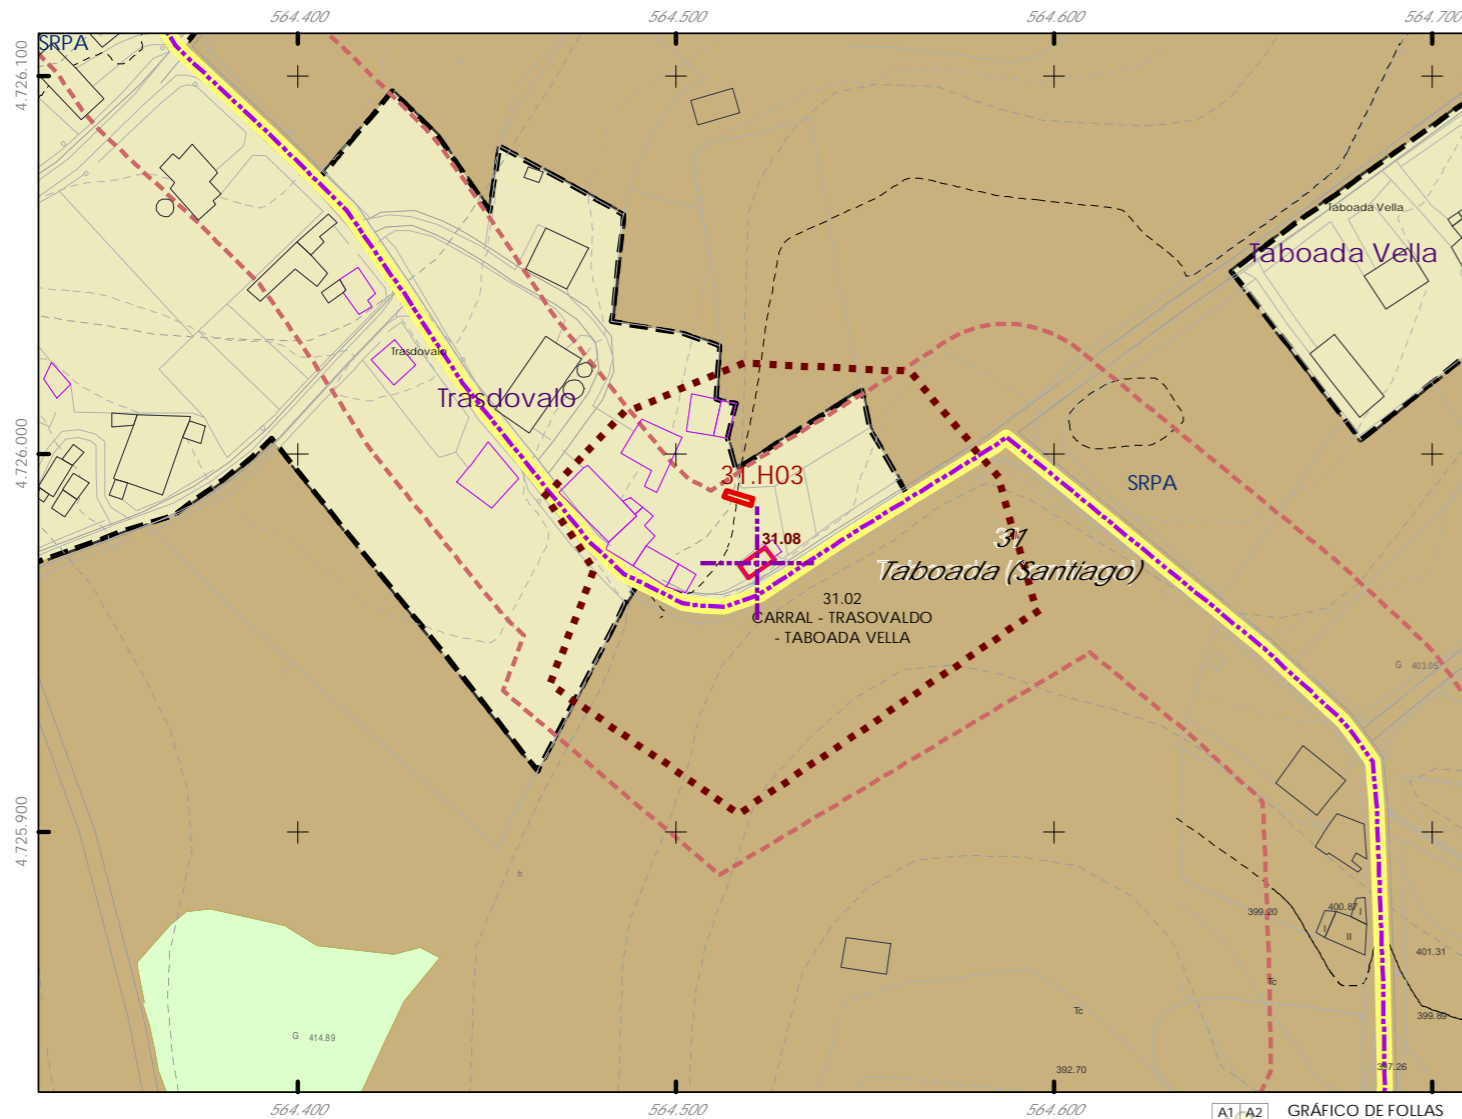 564.400
564.500
564.600
564.700
SRPA
4.726.100
Taboada Vella
Taboada Vella
Trasdovalo
Trasdovalo
4.726.000
31.H03
SRPA
31.08
31
Taboada (Santiago)
31.02
CARRAL - TRASOVALDO
- TABOADA VELLA
G 403.05
4.725.900
h
399.20
400.87
I
I
II
401.31
Tc
Tc
399.89
G 414.89
392.70
397.26
564.400
564.500
564.600
A1 A2
GRÁFICO DE FOLLAS